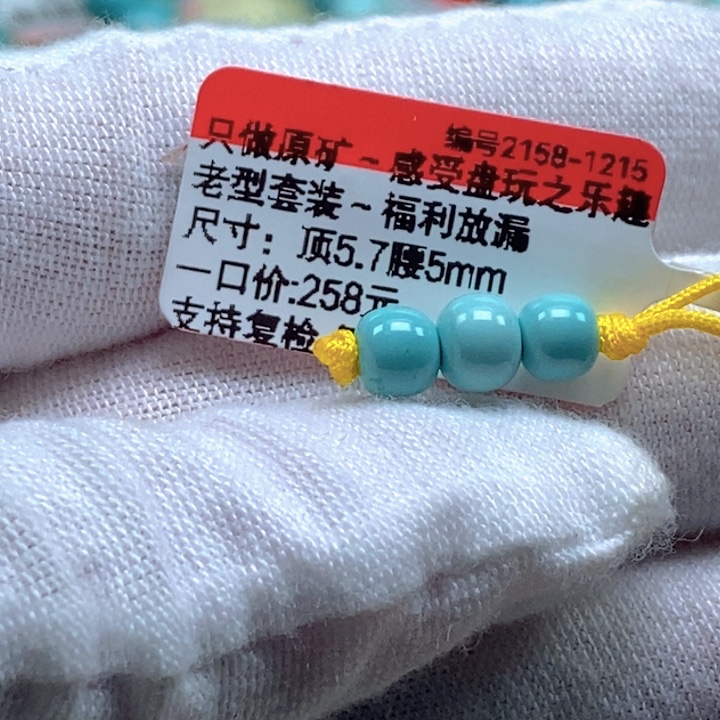 编号2158-1215
只做原矿~感受盘玩之乐趣
老型套装~福利放漏
尺寸：顶5.7腰5mm
一口价:258元
支持复检